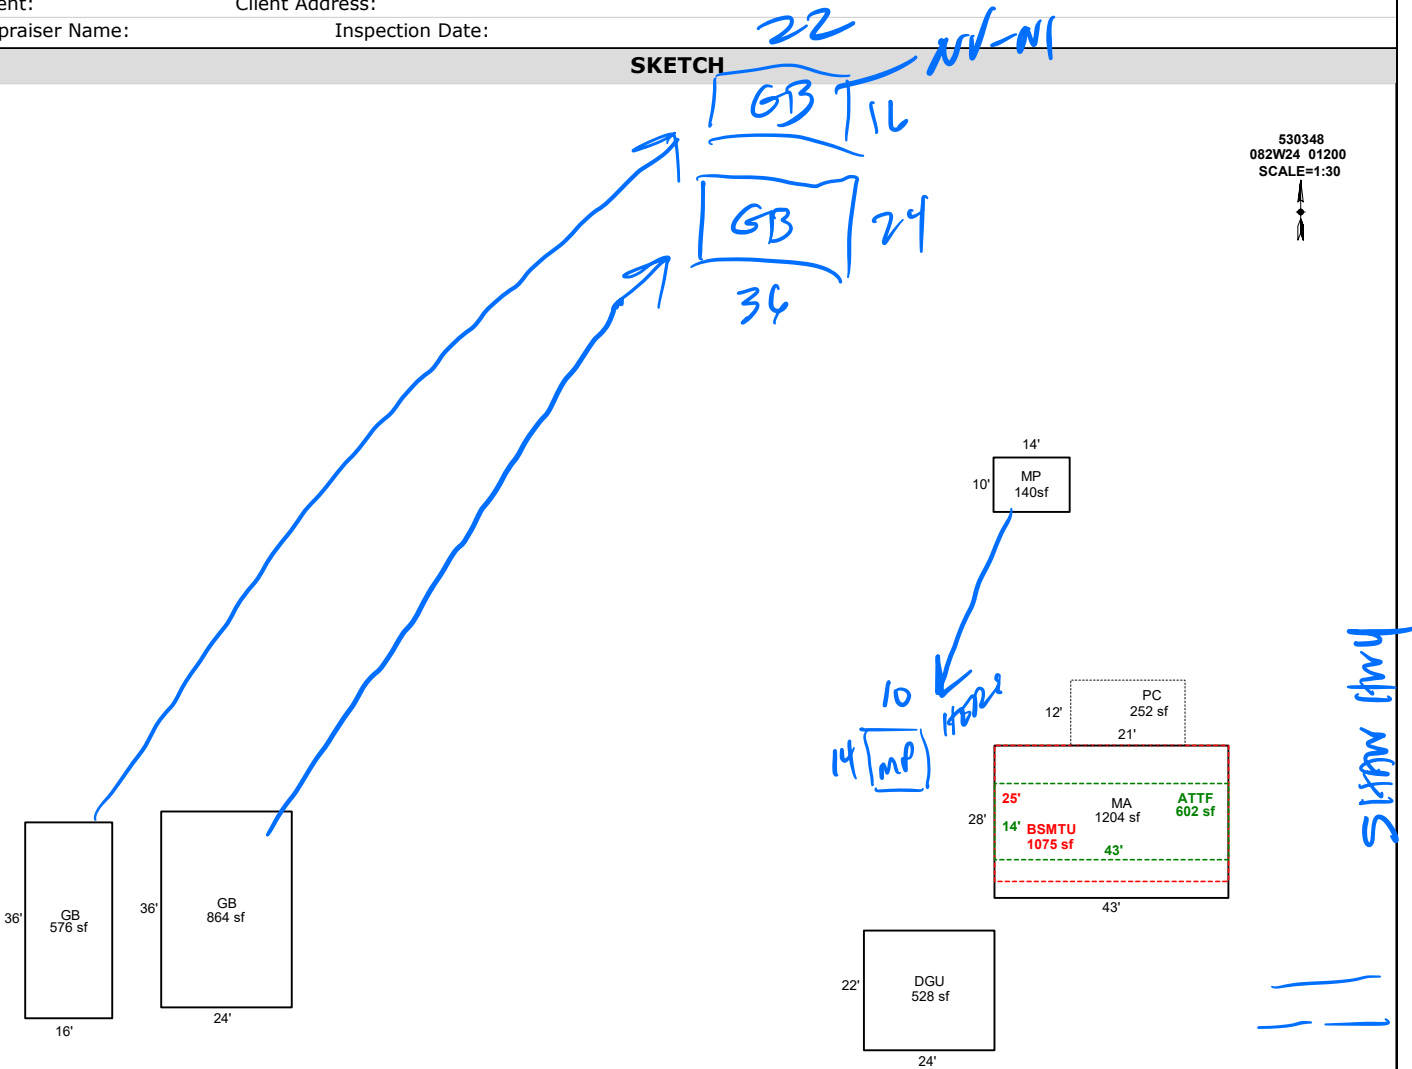 ent:	Client Address:
praiser Name:	Inspection Date:
22
NV-NI
SKETCH
GB
16
530348
082W24 01200
SCALE=1:30
GB
24
36
14'
10'
MP
140sf
10
HERE
14
MP
12'
PC
252 sf
21'
25'
28'
14'
BSMTU
1075 sf
MA
1204 sf
43'
ATTF
602 sf
43'
36'
GB
576 sf
16'
36'
GB
864 sf
24'
22'
DGU
528 sf
24'